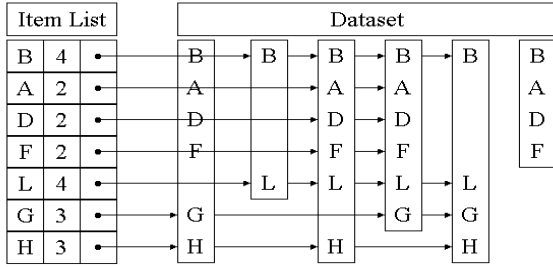 Item List Dataset
B 4 B B B B B B
A 2 A A A A
D 2 D D D D
F 2 F F F F
L 4 L L L L
G 3 G G G
H 3 H H H